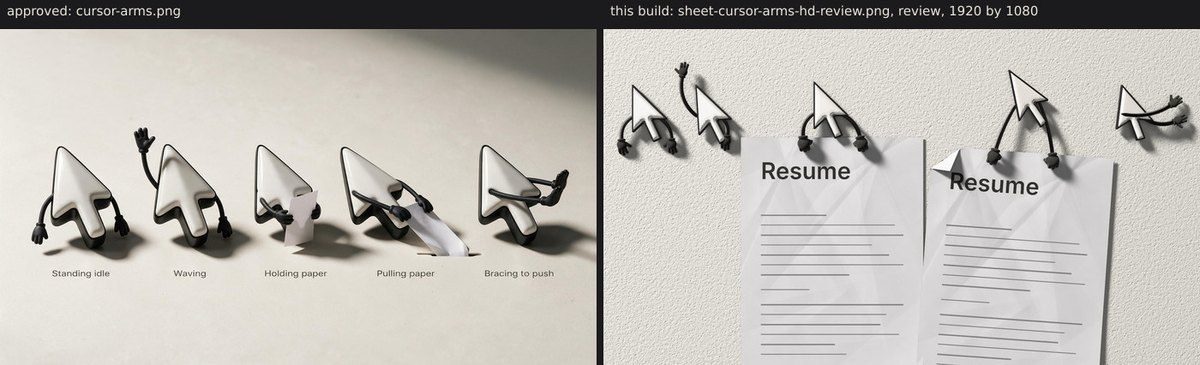 approved: cursor-arms.png
this build: sheet-cursor-arms-hd-review.png, review, 1920 by 1080
Standing idle
Waving
Holding paper
Pulling paper
Bracing to push
Resume
Resume